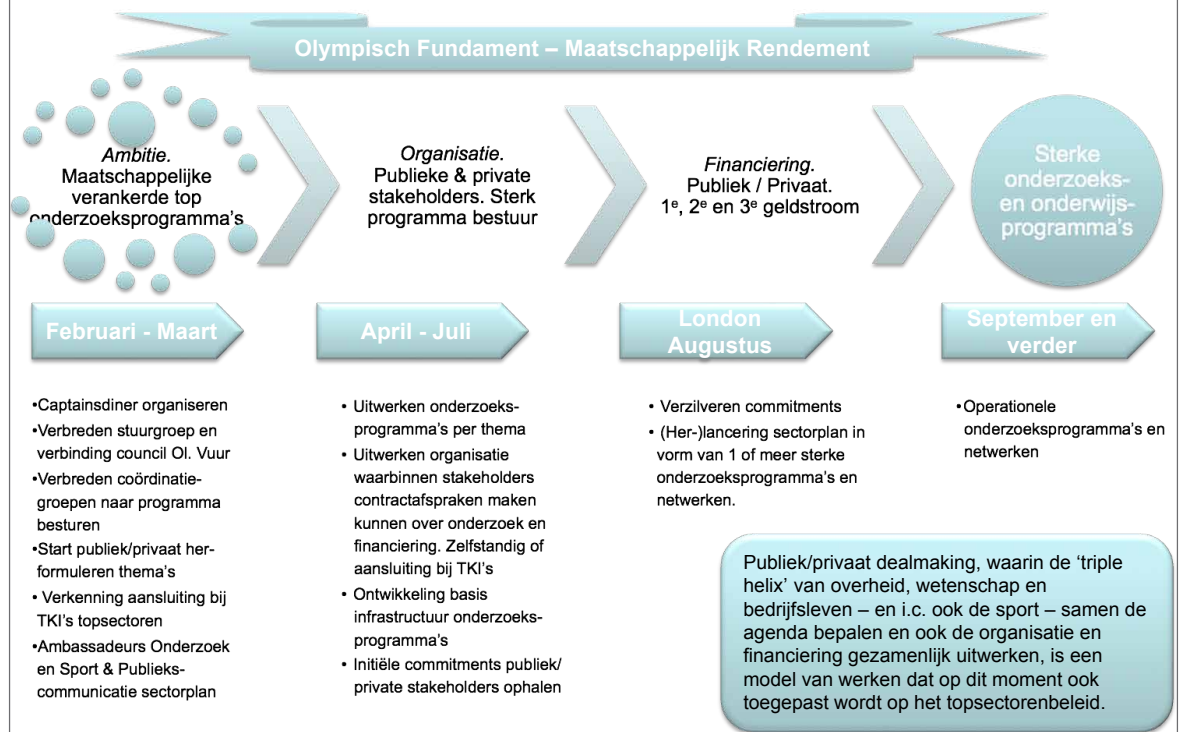 Olympisch Fundament – Maatschappelijk Rendement
Ambitie.
Maatschappelijke
verankerde top
onderzoeksprogramma's
Organisatie.
Publieke & private
stakeholders. Sterk
programma bestuur
Financiering.
Publiek / Privaat.
1e, 2e en 3e geldstroom
Sterke
onderzoeks-
en onderwijs-
programma's
Februari - Maart
April - Juli
London
Augustus
September en
verder
•Captainsdiner organiseren
•Verbreden stuurgroep en
verbinding council Ol. Vuur
•Verbreden coördinatie-
groepen naar programma
besturen
•Start publiek/privaat her-
formuleren thema's
• Verkenning aansluiting bij
TKI's topsectoren
•Ambassadeurs Onderzoek
en Sport & Publieks-
communicatie sectorplan
• Uitwerken onderzoeks-
programma's per thema
• Uitwerken organisatie
waarbinnen stakeholders
contractafspraken maken
kunnen over onderzoek en
financiering. Zelfstandig of
aansluiting bij TKI's
• Ontwikkeling basis
infrastructuur onderzoeks-
programma's
• Initiële commitments publiek/
private stakeholders ophalen
• Verzilveren commitments
• (Her-)lancering sectorplan in
vorm van 1 of meer sterke
onderzoeksprogramma's en
netwerken.
•Operationele
onderzoeksprogramma's en
netwerken
Publiek/privaat dealmaking, waarin de 'triple
helix' van overheid, wetenschap en
bedrijfsleven – en i.c. ook de sport – samen de
agenda bepalen en ook de organisatie en
financiering gezamenlijk uitwerken, is een
model van werken dat op dit moment ook
toegepast wordt op het topsectorenbeleid.